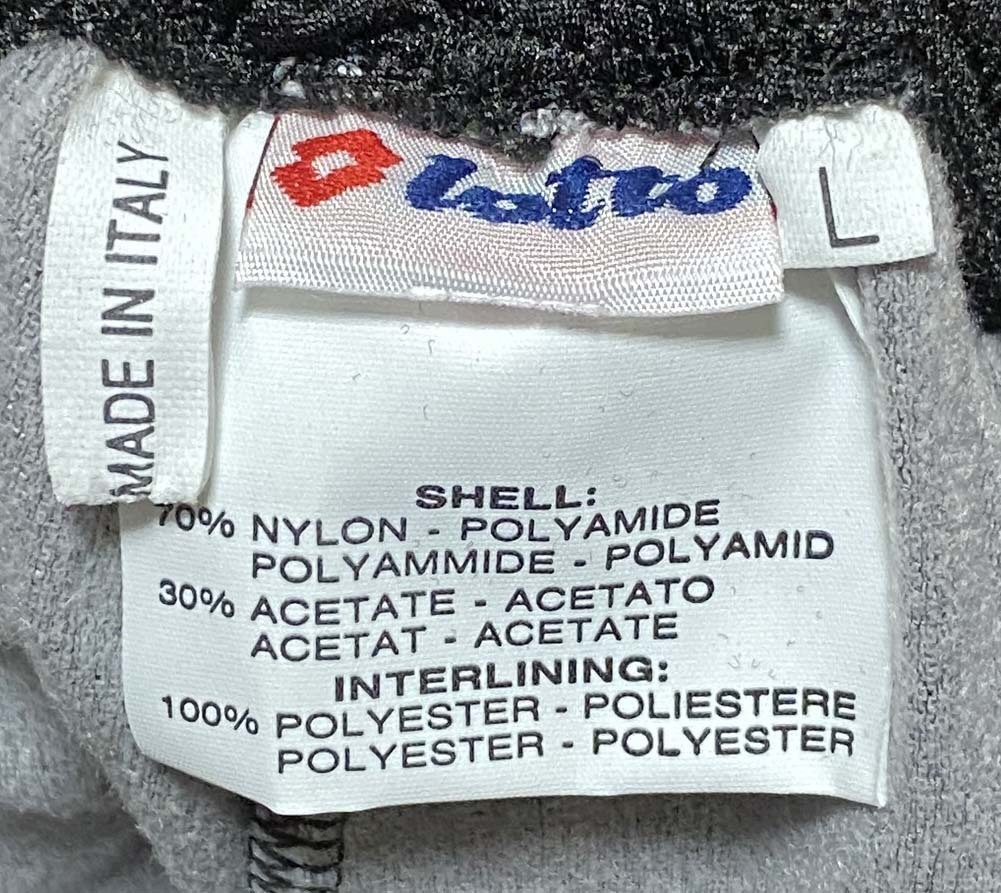 MADE IN ITALY
Lotto
L
SHELL:
70% NYLON - POLYAMIDE
POLYAMMIDE - POLYAMID
30% ACETATE - ACETATO
ACETAT - ACETATE
INTERLINING:
100% POLYESTER - POLIESTERE
POLYESTER - POLYESTER